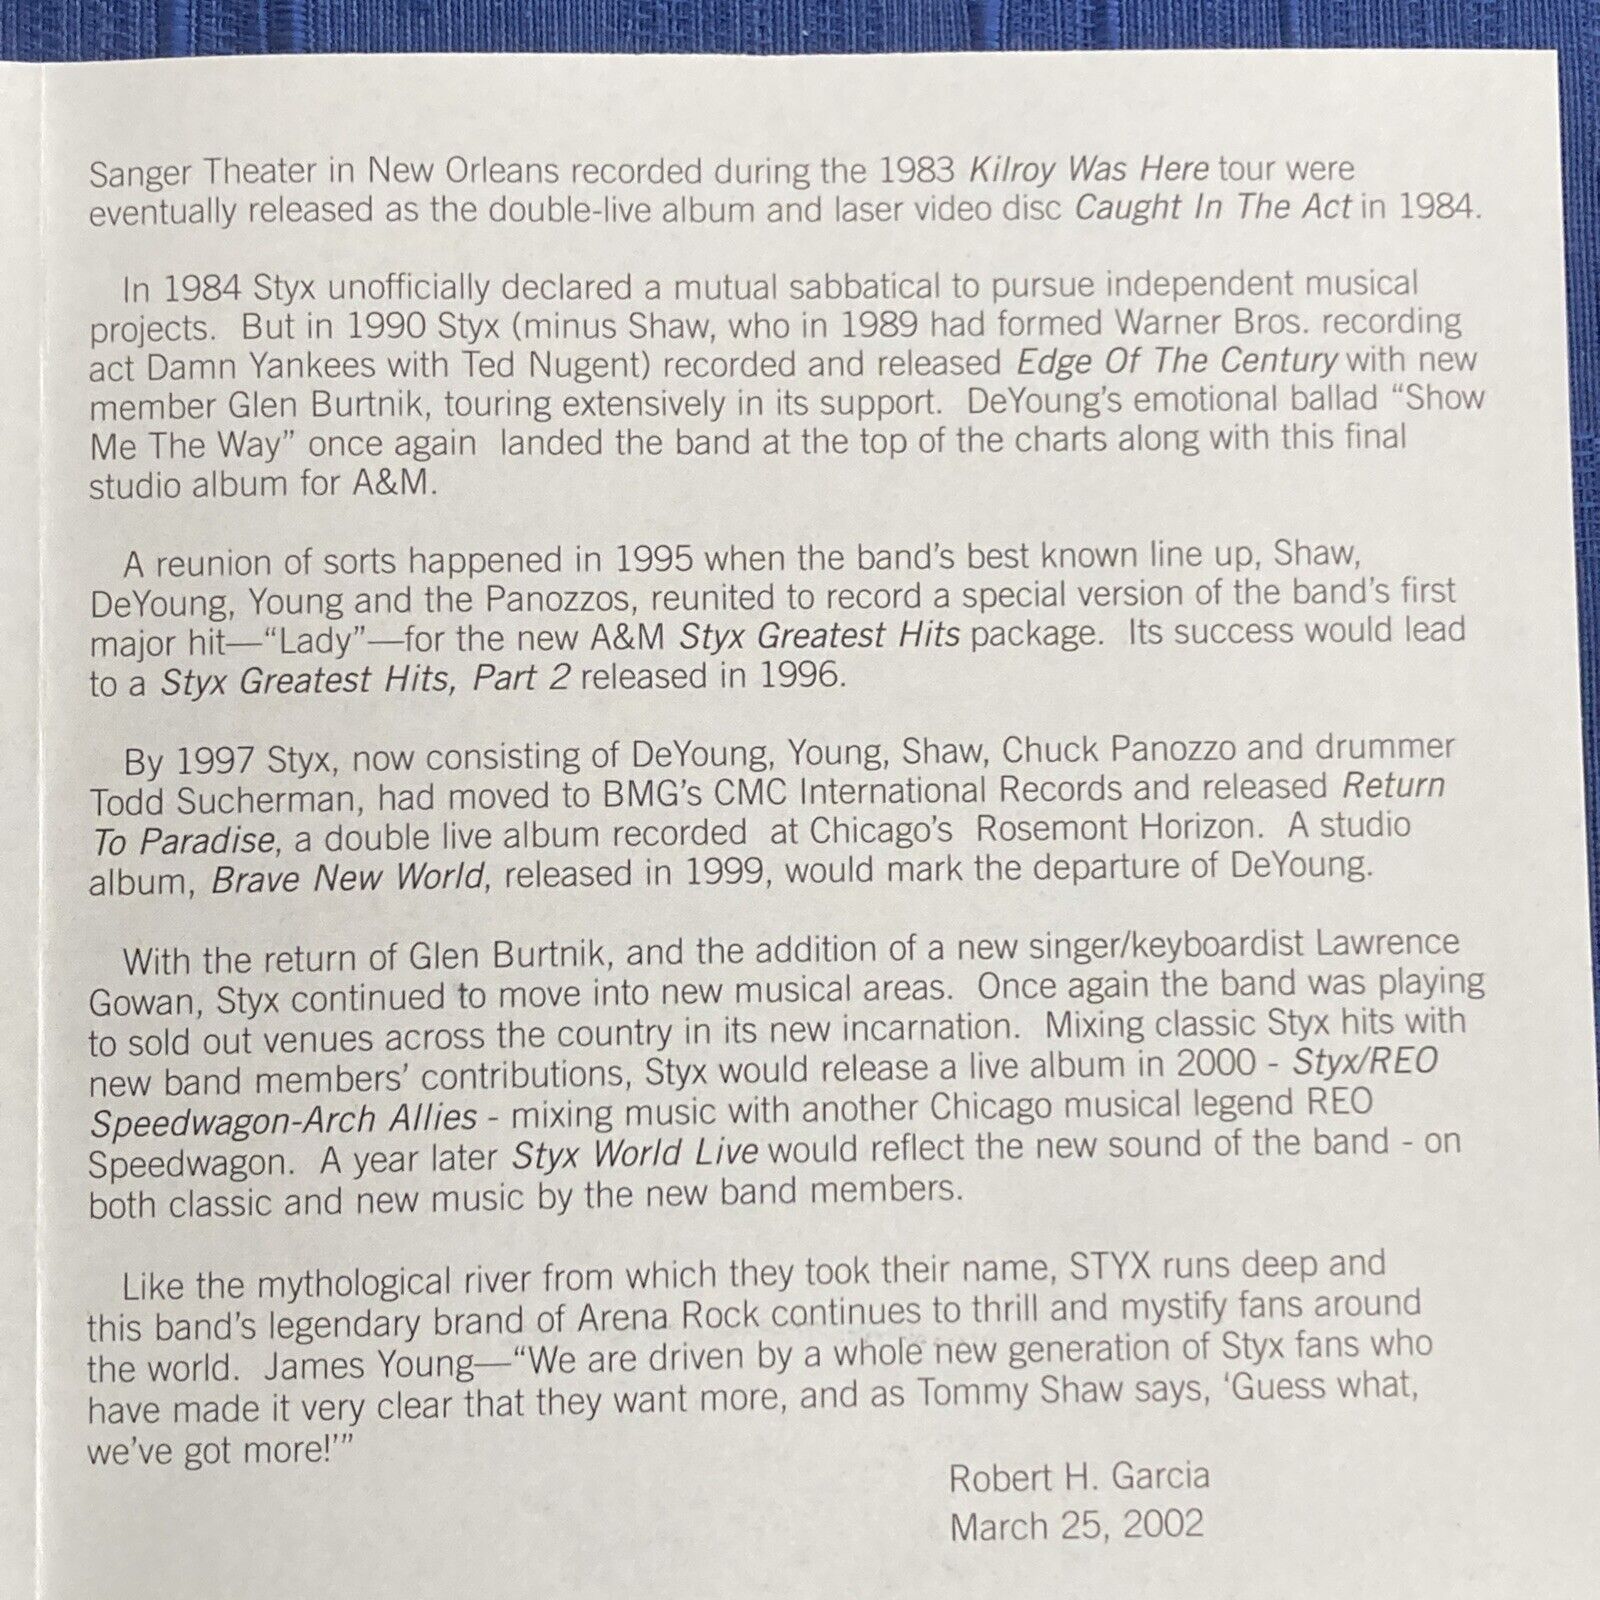 Sanger Theater in New Orleans recorded during the 1983 Kilroy Was Here tour were
eventually released as the double-live album and laser video disc Caught In The Act in 1984.
In 1984 Styx unofficially declared a mutual sabbatical to pursue independent musical
projects. But in 1990 Styx (minus Shaw, who in 1989 had formed Warner Bros. recording
act Damn Yankees with Ted Nugent) recorded and released Edge Of The Century with new
member Glen Burtnik, touring extensively in its support. DeYoung's emotional ballad “Show
Me The Way” once again landed the band at the top of the charts along with this final
studio album for A&M.
A reunion of sorts happened in 1995 when the band's best known line up, Shaw,
DeYoung, Young and the Panozzos, reunited to record a special version of the band's first
major hit—“Lady”—for the new A&M Styx Greatest Hits package. Its success would lead
to a Styx Greatest Hits, Part 2 released in 1996.
By 1997 Styx, now consisting of DeYoung, Young, Shaw, Chuck Panozzo and drummer
Todd Sucherman, had moved to BMG's CMC International Records and released Return
To Paradise, a double live album recorded at Chicago's Rosemont Horizon. A studio
album, Brave New World, released in 1999, would mark the departure of DeYoung.
With the return of Glen Burtnik, and the addition of a new singer/keyboardist Lawrence
Gowan, Styx continued to move into new musical areas. Once again the band was playing
to sold out venues across the country in its new incarnation. Mixing classic Styx hits with
new band members' contributions, Styx would release a live album in 2000 - Styx/REO
Speedwagon-Arch Allies - mixing music with another Chicago musical legend REO
Speedwagon. A year later Styx World Live would reflect the new sound of the band - on
both classic and new music by the new band members.
Like the mythological river from which they took their name, STYX runs deep and
this band's legendary brand of Arena Rock continues to thrill and mystify fans around
the world. James Young—“We are driven by a whole new generation of Styx fans who
have made it very clear that they want more, and as Tommy Shaw says, ‘Guess what,
we've got more!’”
Robert H. Garcia
March 25, 2002